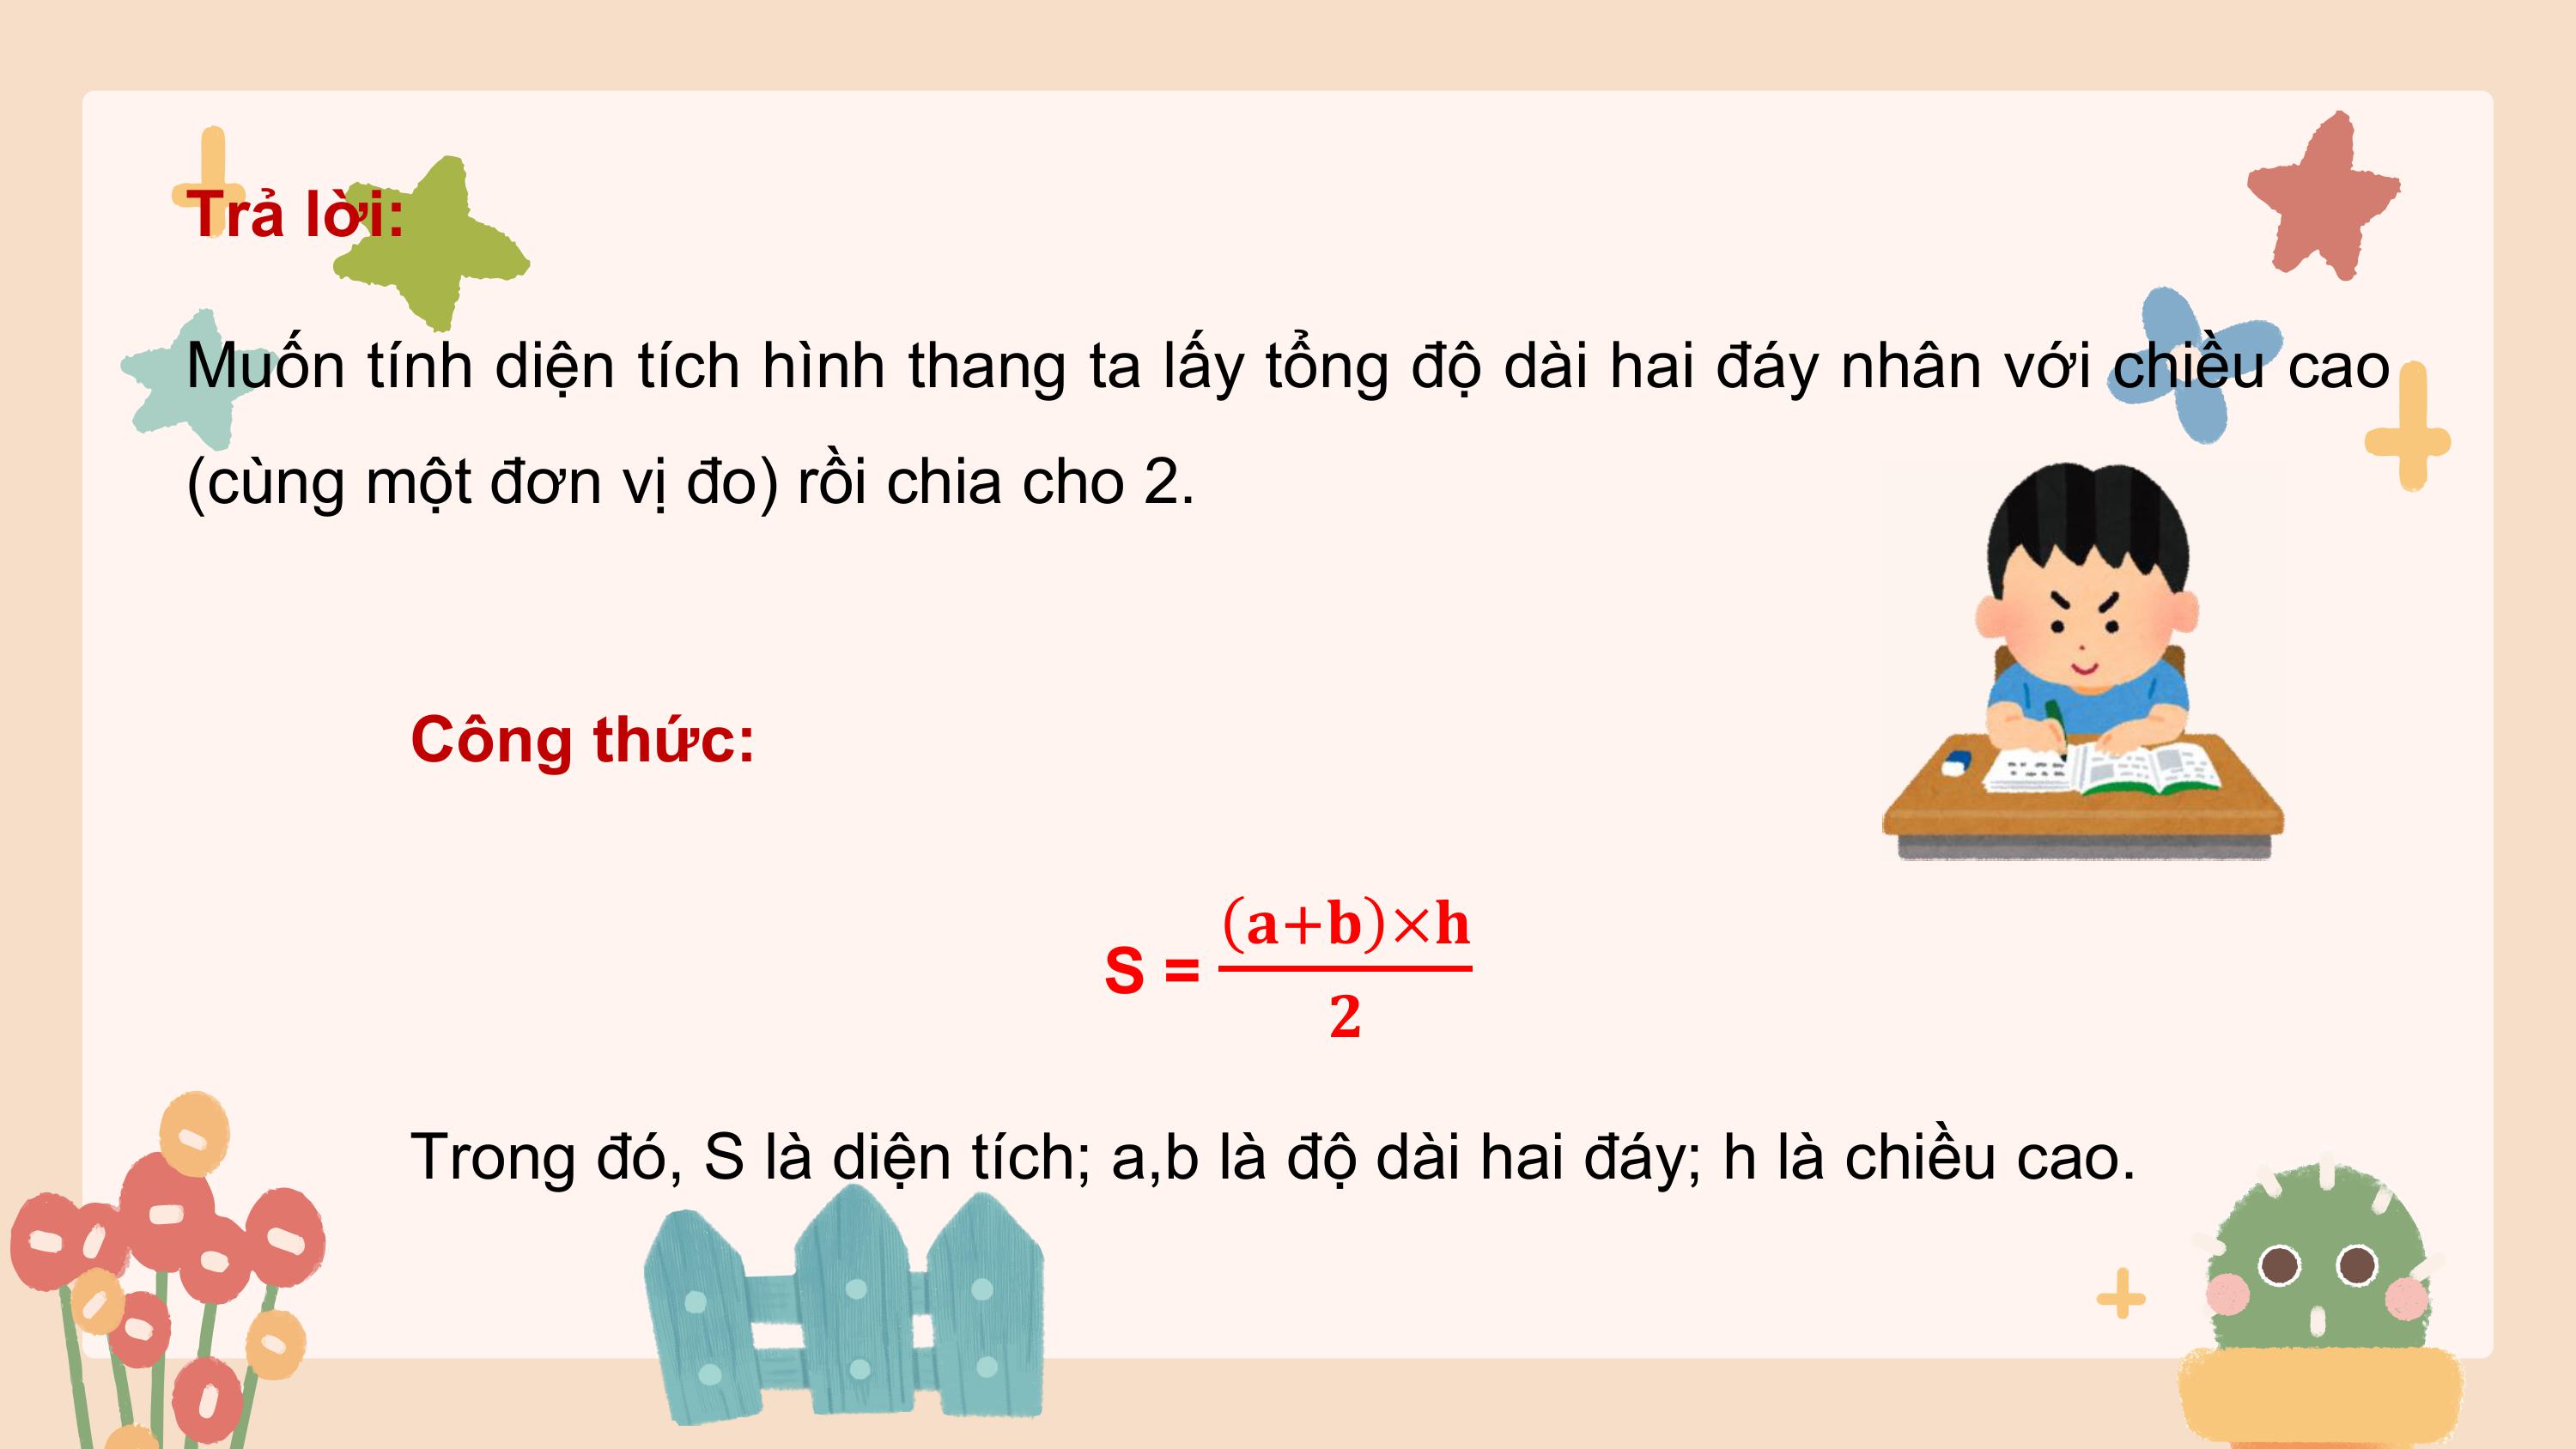 Trả lời:
Muốn tính diện tích hình thang ta lấy tổng độ dài hai đáy nhân với chiều cao
(cùng một đơn vị đo) rồi chia cho 2.
Công thức:
S = \frac{(a+b)×h}{2}
Trong đó, S là diện tích; a,b là độ dài hai đáy; h là chiều cao.